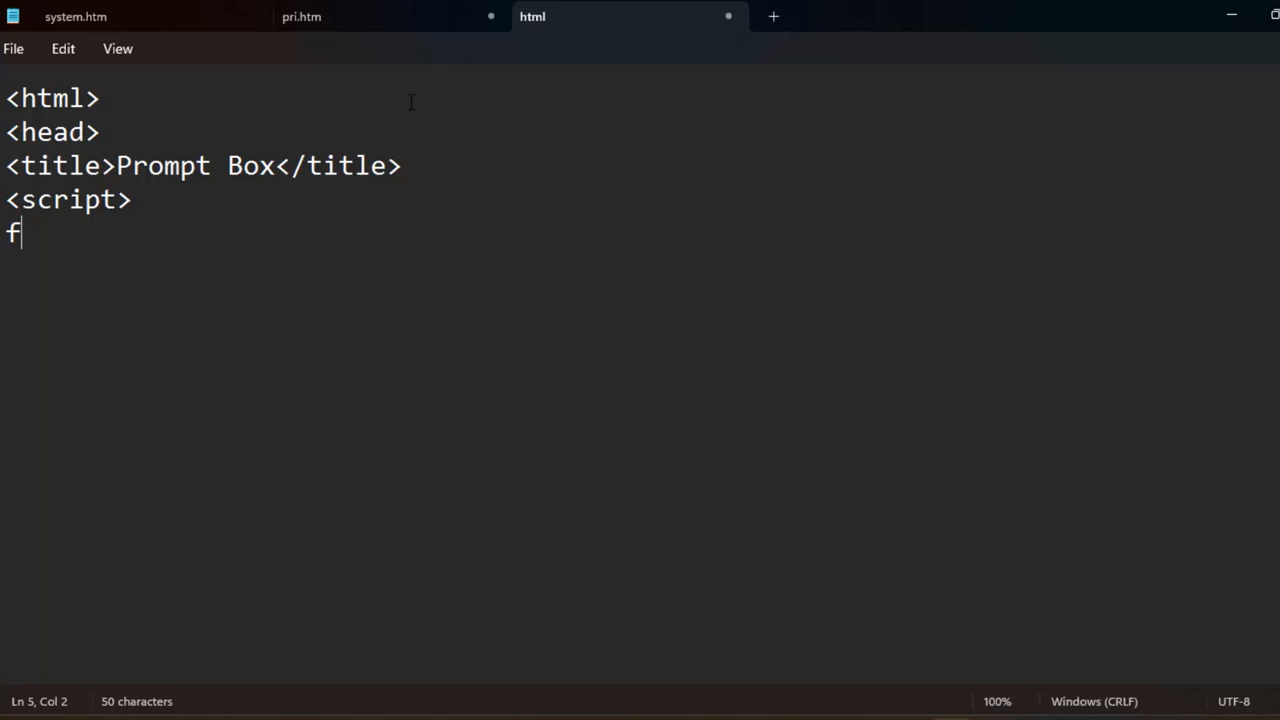 system.htm pri.htm html
File Edit View
<html>
<head>
<title>Prompt Box</title>
<script>
f
Ln 5, Col 2 50 characters 100% Windows (CRLF) UTF-8